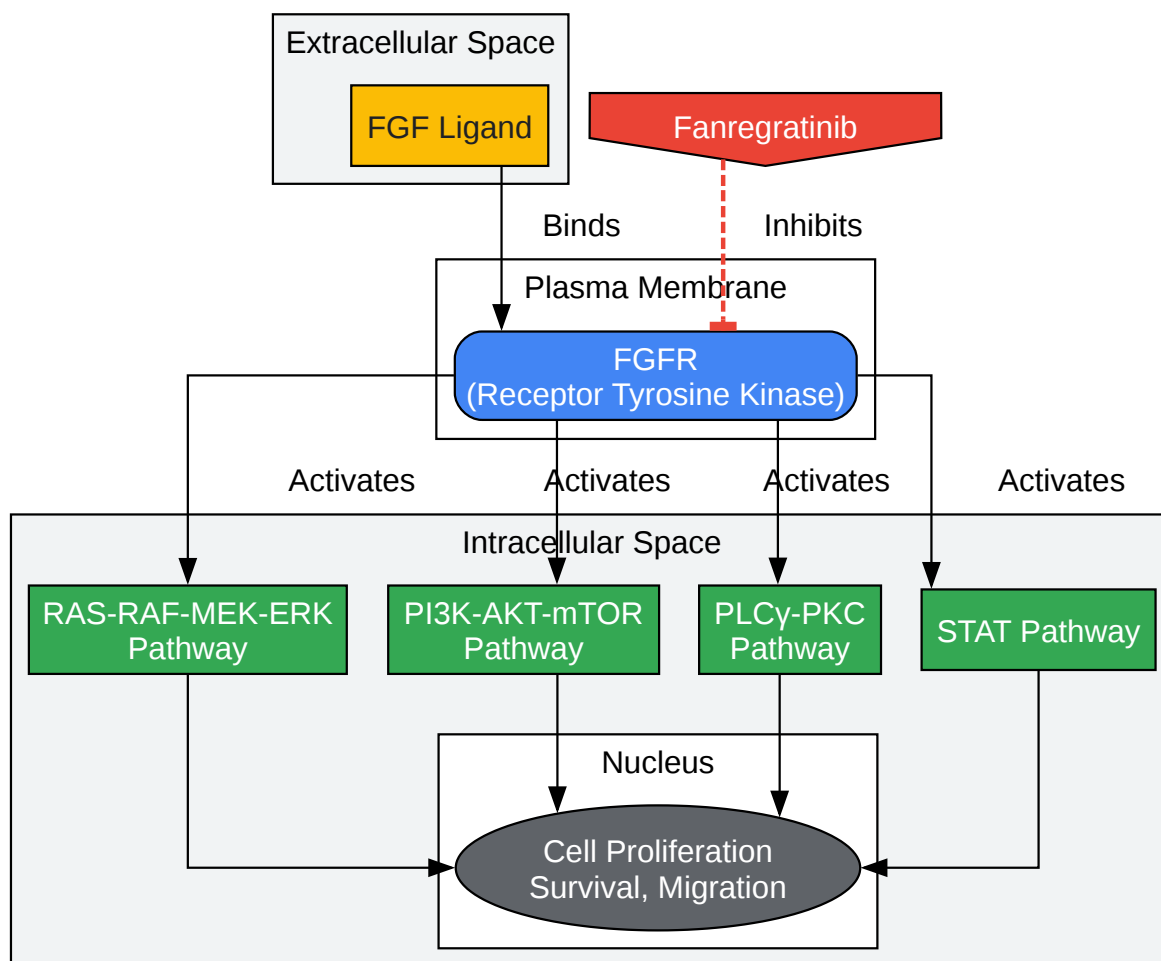 Extracellular Space
FGF Ligand
Fanregratinib
Binds
Inhibits
Plasma Membrane
FGFR
(Receptor Tyrosine Kinase)
Activates
Activates
Activates
Activates
Intracellular Space
RAS-RAF-MEK-ERK
Pathway
PI3K-AKT-mTOR
Pathway
PLCγ-PKC
Pathway
STAT Pathway
Nucleus
Cell Proliferation
Survival, Migration